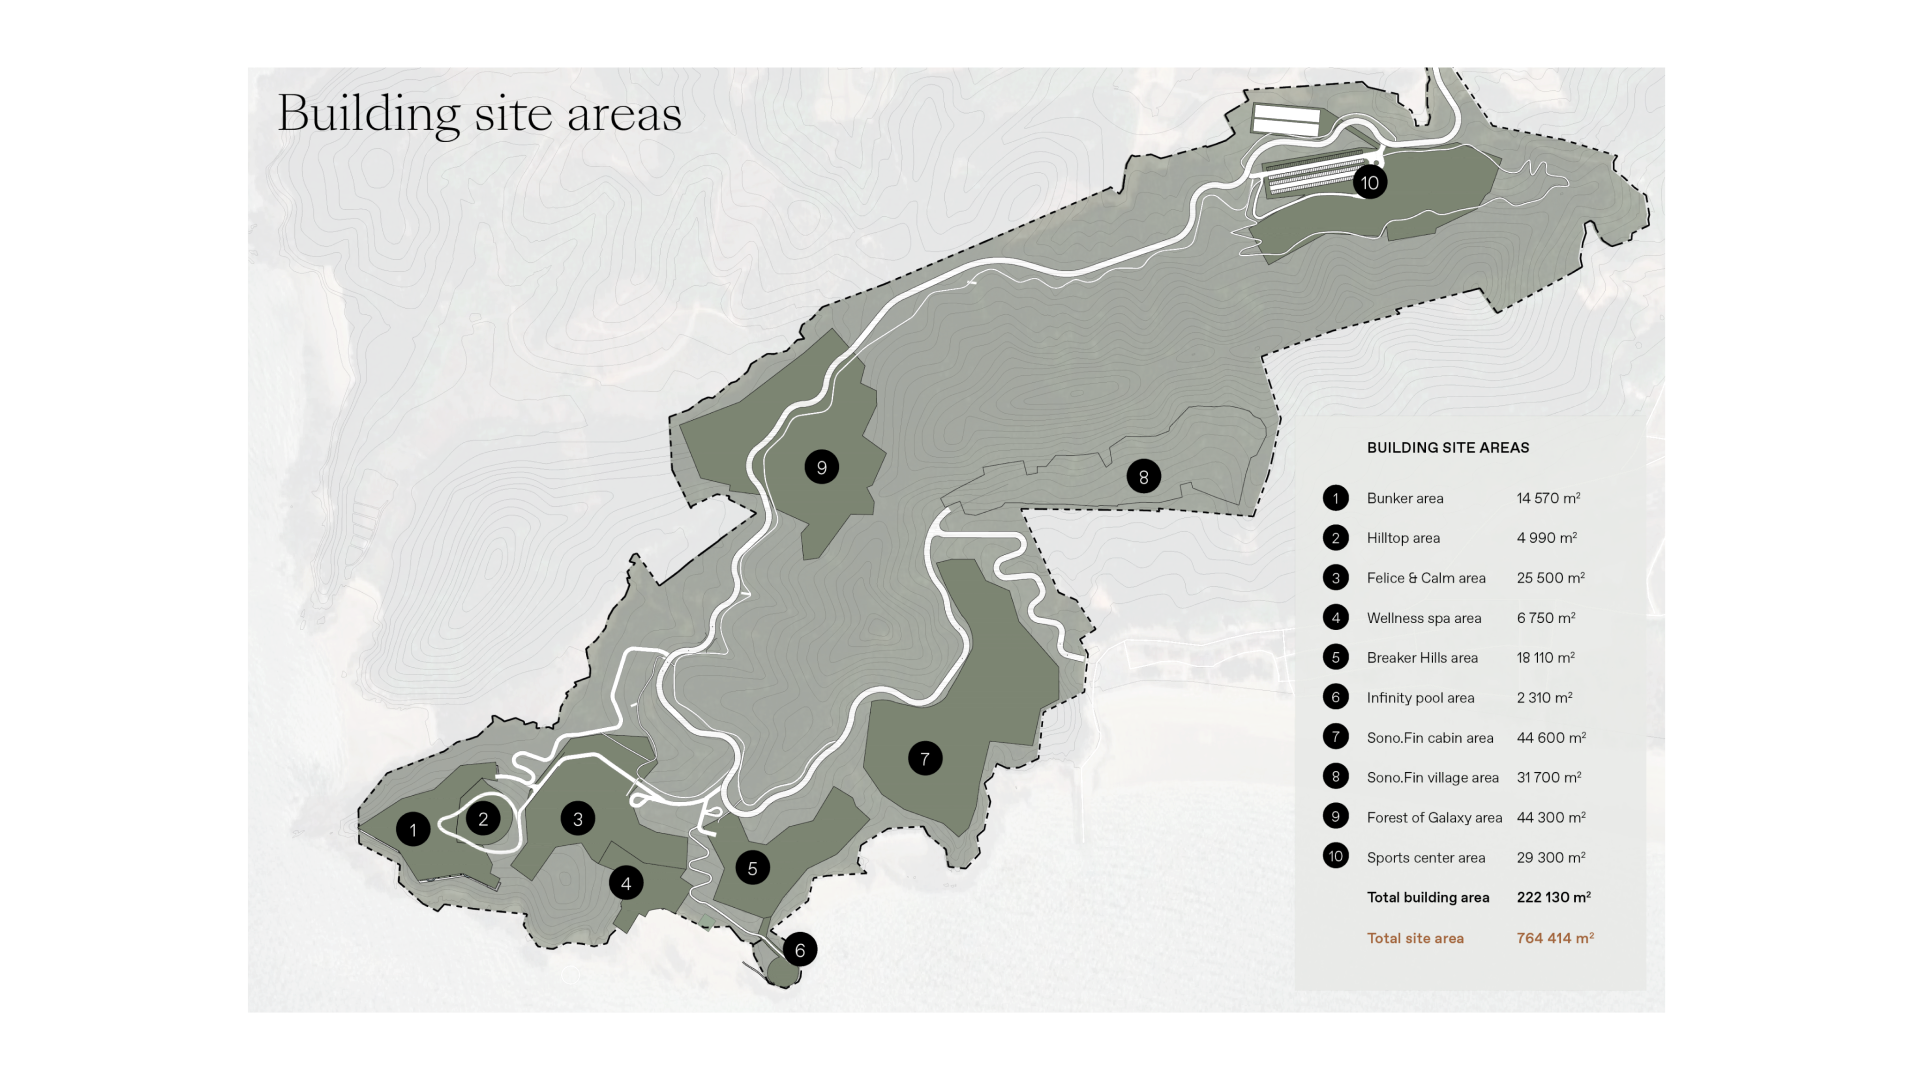 Building site areas
10
9
8
7
1
2
3
4
5
6
BUILDING SITE AREAS
1 Bunker area 14 570 m²
2 Hilltop area 4 990 m²
3 Felice & Calm area 25 500 m²
4 Wellness spa area 6 750 m²
5 Breaker Hills area 18 110 m²
6 Infinity pool area 2 310 m²
7 Sono.Fin cabin area 44 600 m²
8 Sono.Fin village area 31 700 m²
9 Forest of Galaxy area 44 300 m²
10 Sports center area 29 300 m²
Total building area 222 130 m²
Total site area 764 414 m²